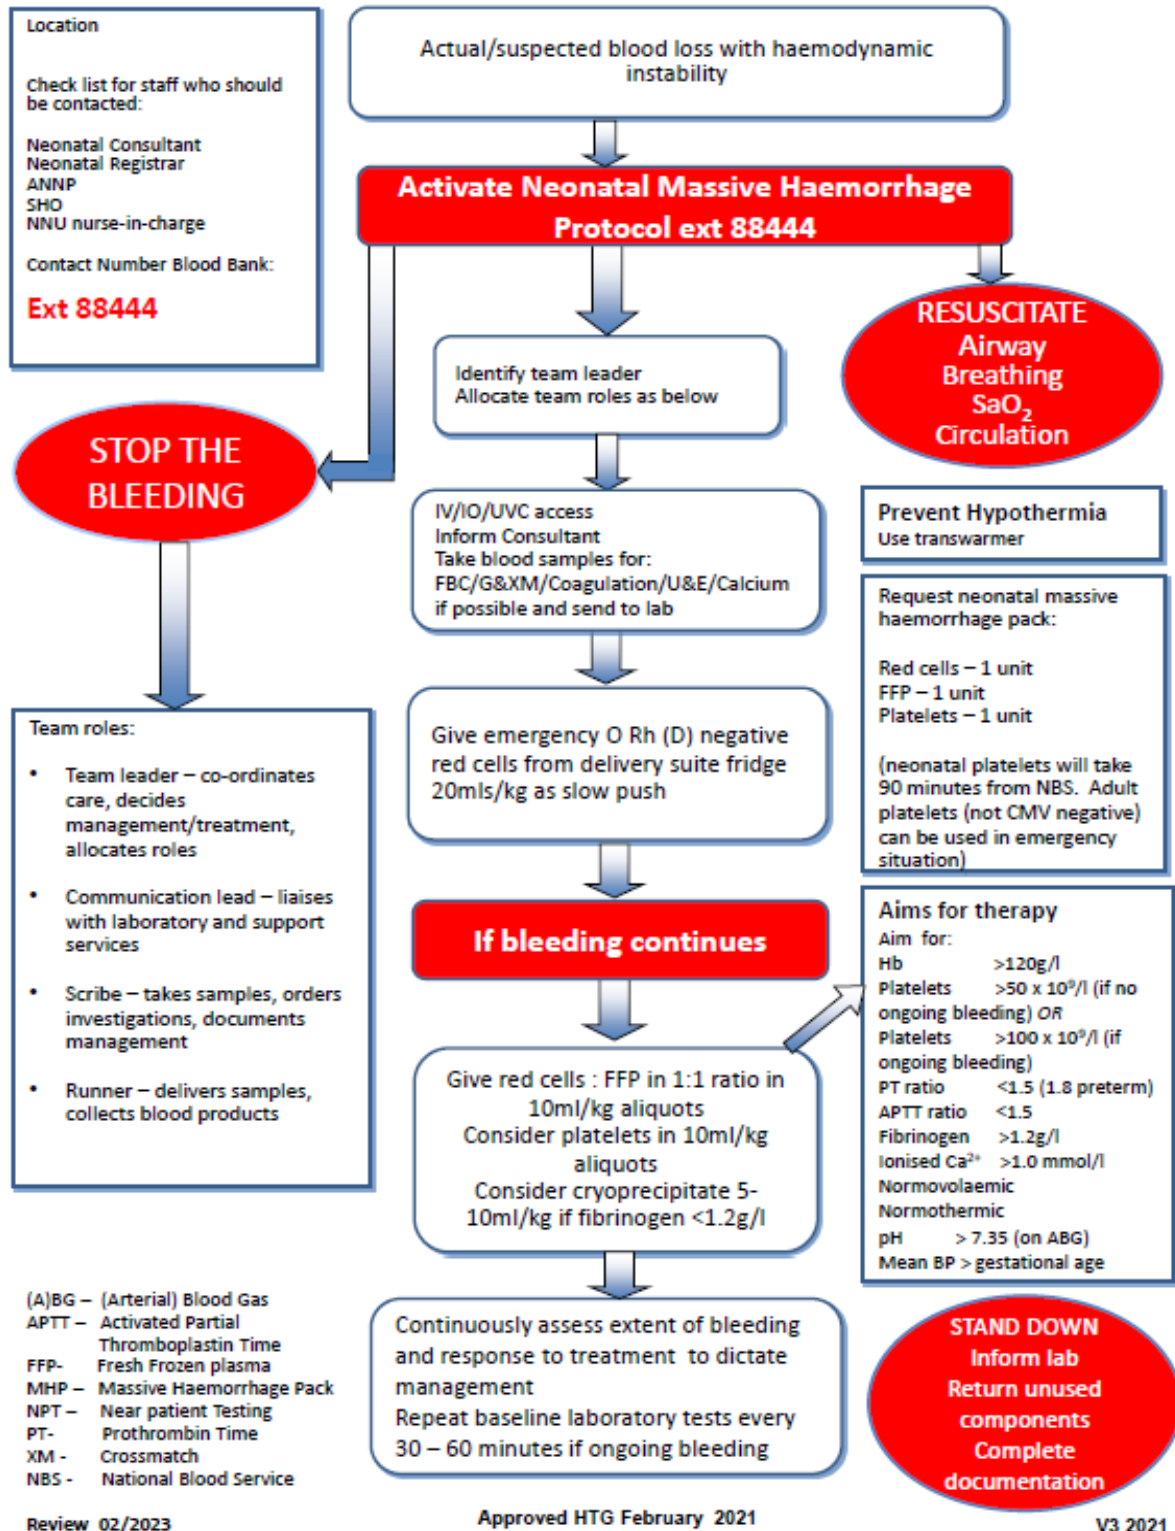 Location
Check list for staff who should
be contacted:
Neonatal Consultant
Neonatal Registrar
ANNP
SHO
NNU nurse-in-charge
Contact Number Blood Bank:
Ext 88444
Actual/suspected blood loss with haemodynamic
instability
Activate Neonatal Massive Haemorrhage
Protocol ext 88444
RESUSCITATE
Airway
Breathing
SaO₂
Circulation
Identify team leader
Allocate team roles as below
STOP THE
BLEEDING
IV/IO/UVC access
Inform Consultant
Take blood samples for:
FBC/G&XM/Coagulation/U&E/Calcium
if possible and send to lab
Prevent Hypothermia
Use transwarmer
Request neonatal massive
haemorrhage pack:
Red cells – 1 unit
FFP – 1 unit
Platelets – 1 unit
(neonatal platelets will take
90 minutes from NBS. Adult
platelets (not CMV negative)
can be used in emergency
situation)
Give emergency O Rh (D) negative
red cells from delivery suite fridge
20mls/kg as slow push
Team roles:
• Team leader – co-ordinates
care, decides
management/treatment,
allocates roles
• Communication lead – liaises
with laboratory and support
services
• Scribe – takes samples, orders
investigations, documents
management
• Runner – delivers samples,
collects blood products
If bleeding continues
Aims for therapy
Aim for:
Hb >120g/l
Platelets >50 x 10⁹/l (if no
ongoing bleeding) OR
Platelets >100 x 10⁹/l (if
ongoing bleeding)
PT ratio <1.5 (1.8 preterm)
APTT ratio <1.5
Fibrinogen >1.2g/l
Ionised Ca²⁺ >1.0 mmol/l
Normovolaemic
Normothermic
pH > 7.35 (on ABG)
Mean BP > gestational age
Give red cells : FFP in 1:1 ratio in
10ml/kg aliquots
Consider platelets in 10ml/kg
aliquots
Consider cryoprecipitate 5-
10ml/kg if fibrinogen <1.2g/l
Continuously assess extent of bleeding
and response to treatment to dictate
management
Repeat baseline laboratory tests every
30 – 60 minutes if ongoing bleeding
STAND DOWN
Inform lab
Return unused
components
Complete
documentation
(A)BG – (Arterial) Blood Gas
APTT – Activated Partial
Thromboplastin Time
FFP- Fresh Frozen plasma
MHP – Massive Haemorrhage Pack
NPT – Near patient Testing
PT- Prothrombin Time
XM - Crossmatch
NBS - National Blood Service
Review 02/2023
Approved HTG February 2021
V3 2021